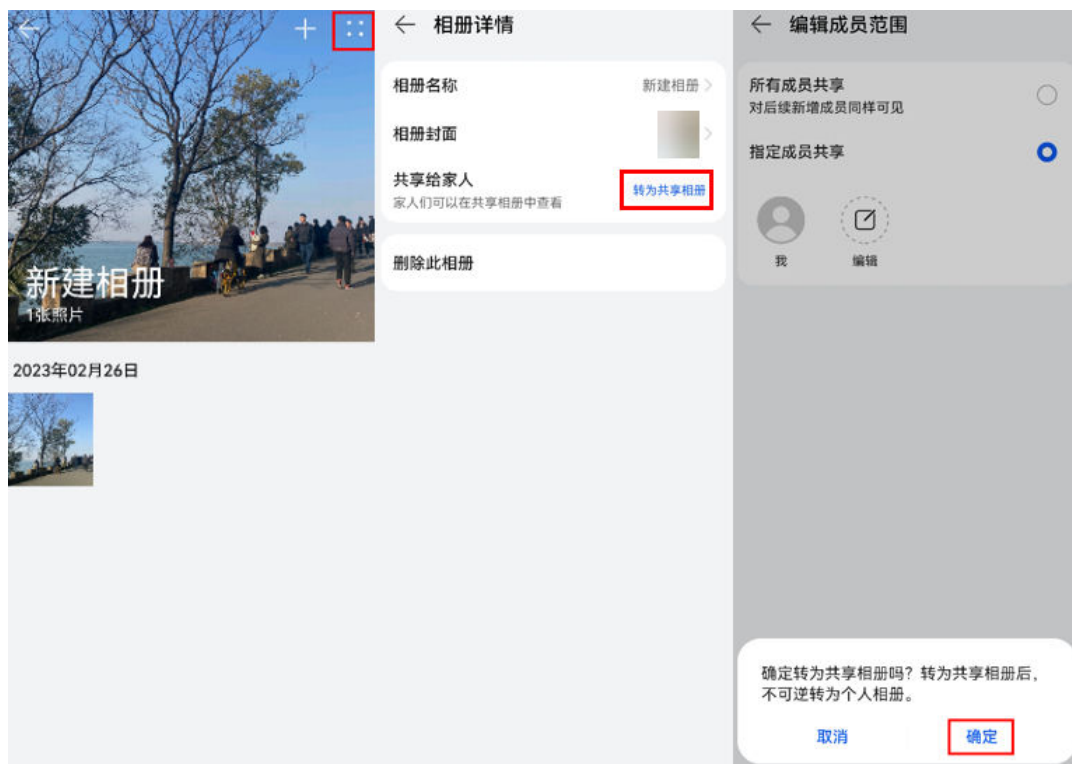 新建相册
1张照片
2023年02月26日
相册详情
相册名称
新建相册
相册封面
共享给家人
家人们可以在共享相册中查看
转为共享相册
删除此相册
编辑成员范围
所有成员共享
对后续新增成员同样可见
指定成员共享
我
编辑
确定转为共享相册吗？转为共享相册后，
不可逆转为个人相册。
取消
确定